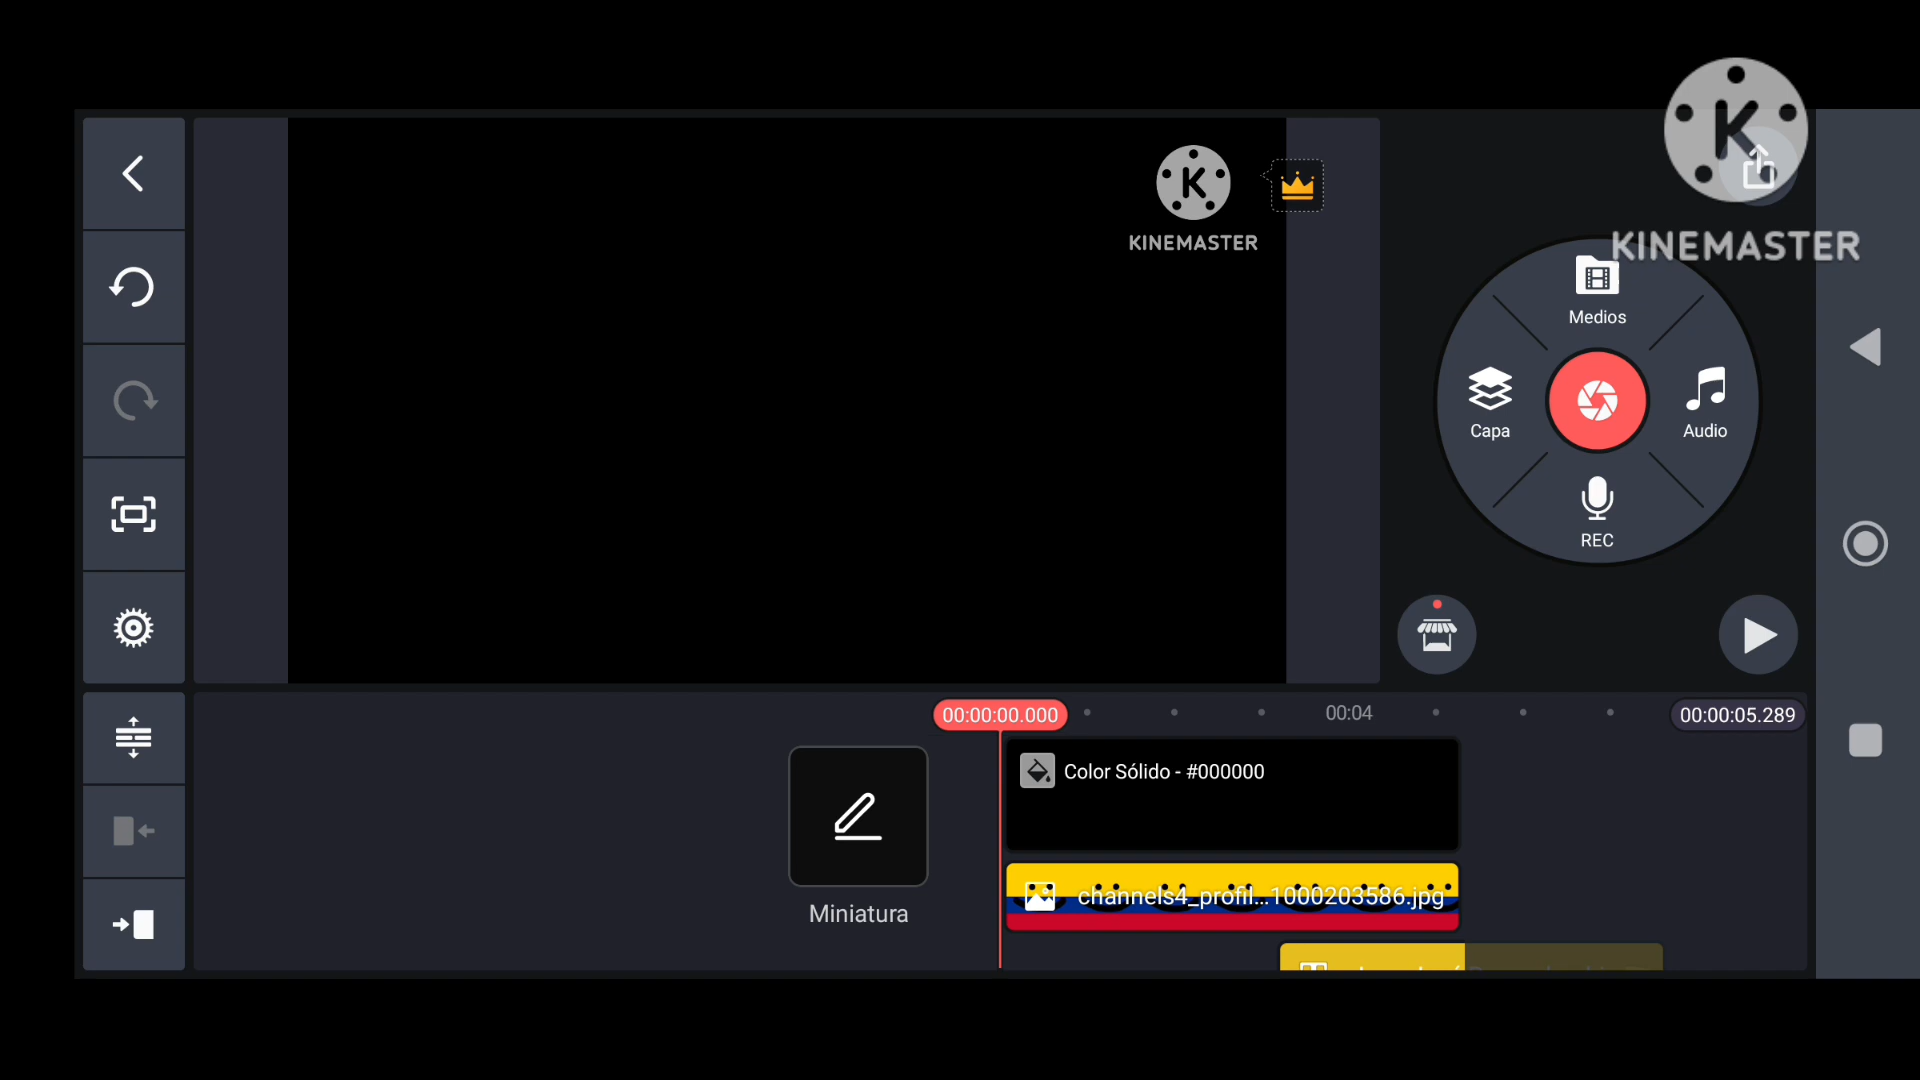 K
KINEMASTER
K
KINEMASTER
Medios
Capa
Audio
REC
00:00:00.000
00:04
00:00:05.289
Color Sólido - #000000
channels4_profil...1000203586.jpg
Miniatura